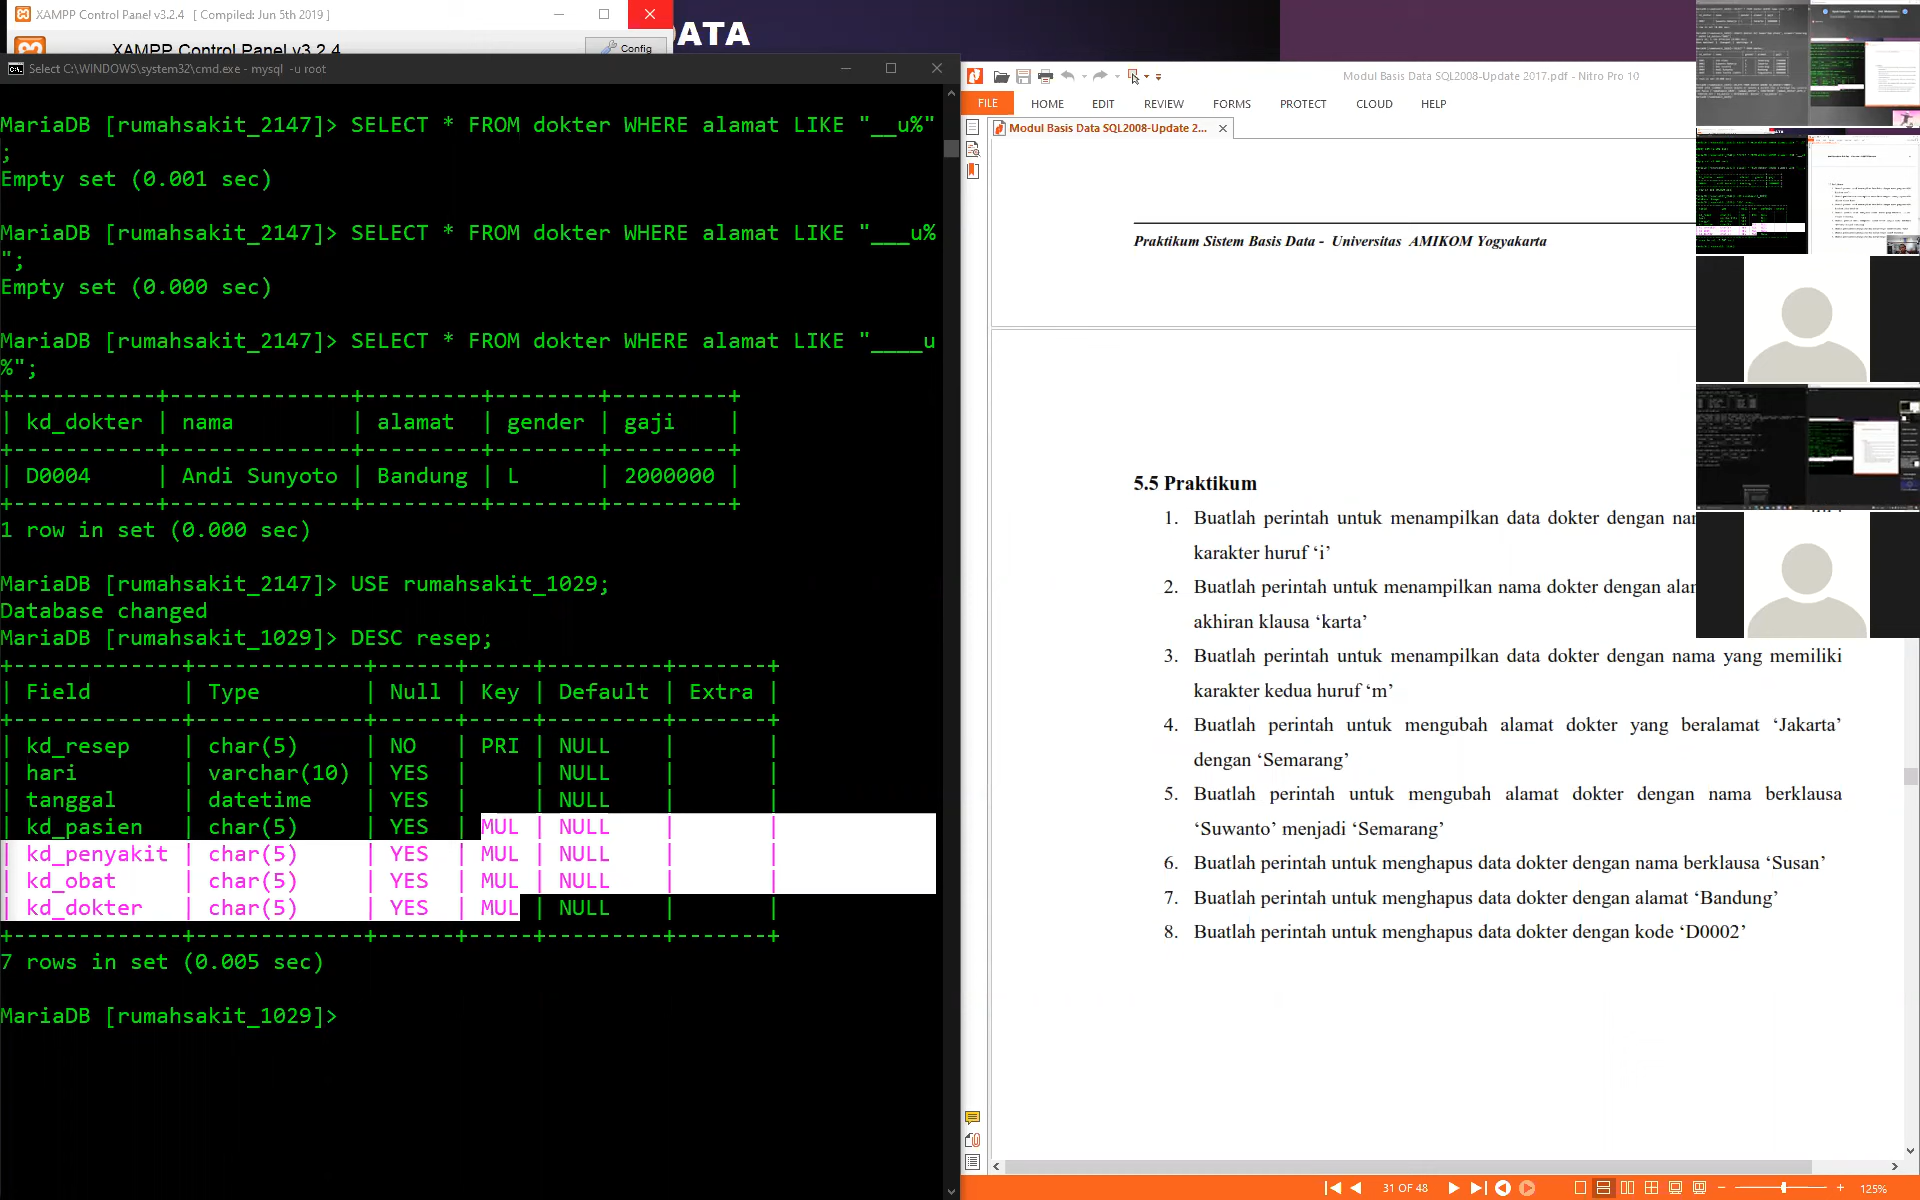 XAMPP Control Panel v3.2.4 [ Compiled: Jun 5th 2019 ]
XAMPP Control Panel v3.2.4
Config
DATA
Select C:\WINDOWS\system32\cmd.exe - mysql -u root
MariaDB [rumahsakit_2147]> SELECT * FROM dokter WHERE alamat LIKE "__u%"
;
Empty set (0.001 sec)
MariaDB [rumahsakit_2147]> SELECT * FROM dokter WHERE alamat LIKE "___u%
";
Empty set (0.000 sec)
MariaDB [rumahsakit_2147]> SELECT * FROM dokter WHERE alamat LIKE "____u
%";
+-----------+--------------+---------+--------+---------+
| kd_dokter | nama         | alamat  | gender | gaji    |
+-----------+--------------+---------+--------+---------+
| D0004     | Andi Sunyoto | Bandung | L      | 2000000 |
+-----------+--------------+---------+--------+---------+
1 row in set (0.000 sec)
MariaDB [rumahsakit_2147]> USE rumahsakit_1029;
Database changed
MariaDB [rumahsakit_1029]> DESC resep;
+-------------+-------------+------+-----+---------+-------+
| Field       | Type        | Null | Key | Default | Extra |
+-------------+-------------+------+-----+---------+-------+
| kd_resep    | char(5)     | NO   | PRI | NULL    |       |
| hari        | varchar(10) | YES  |     | NULL    |       |
| tanggal     | datetime    | YES  |     | NULL    |       |
| kd_pasien   | char(5)     | YES  | MUL | NULL    |       |
| kd_penyakit | char(5)     | YES  | MUL | NULL    |       |
| kd_obat     | char(5)     | YES  | MUL | NULL    |       |
| kd_dokter   | char(5)     | YES  | MUL | NULL    |       |
+-------------+-------------+------+-----+---------+-------+
7 rows in set (0.005 sec)
MariaDB [rumahsakit_1029]>
Modul Basis Data SQL2008-Update 2017.pdf - Nitro Pro 10
FILE HOME EDIT REVIEW FORMS PROTECT CLOUD HELP
Modul Basis Data SQL2008-Update 2...
Praktikum Sistem Basis Data - Universitas AMIKOM Yogyakarta
5.5 Praktikum
1. Buatlah perintah untuk menampilkan data dokter dengan
karakter huruf ‘i’
2. Buatlah perintah untuk menampilkan nama dokter dengan
akhiran klausa ‘karta’
3. Buatlah perintah untuk menampilkan data dokter dengan nama yang memiliki
karakter kedua huruf ‘m’
4. Buatlah perintah untuk mengubah alamat dokter yang beralamat ‘Jakarta’
dengan ‘Semarang’
5. Buatlah perintah untuk mengubah alamat dokter dengan nama berklausa
‘Suwanto’ menjadi ‘Semarang’
6. Buatlah perintah untuk menghapus data dokter dengan nama berklausa ‘Susan’
7. Buatlah perintah untuk menghapus data dokter dengan alamat ‘Bandung’
8. Buatlah perintah untuk menghapus data dokter dengan kode ‘D0002’
31 OF 48
125%